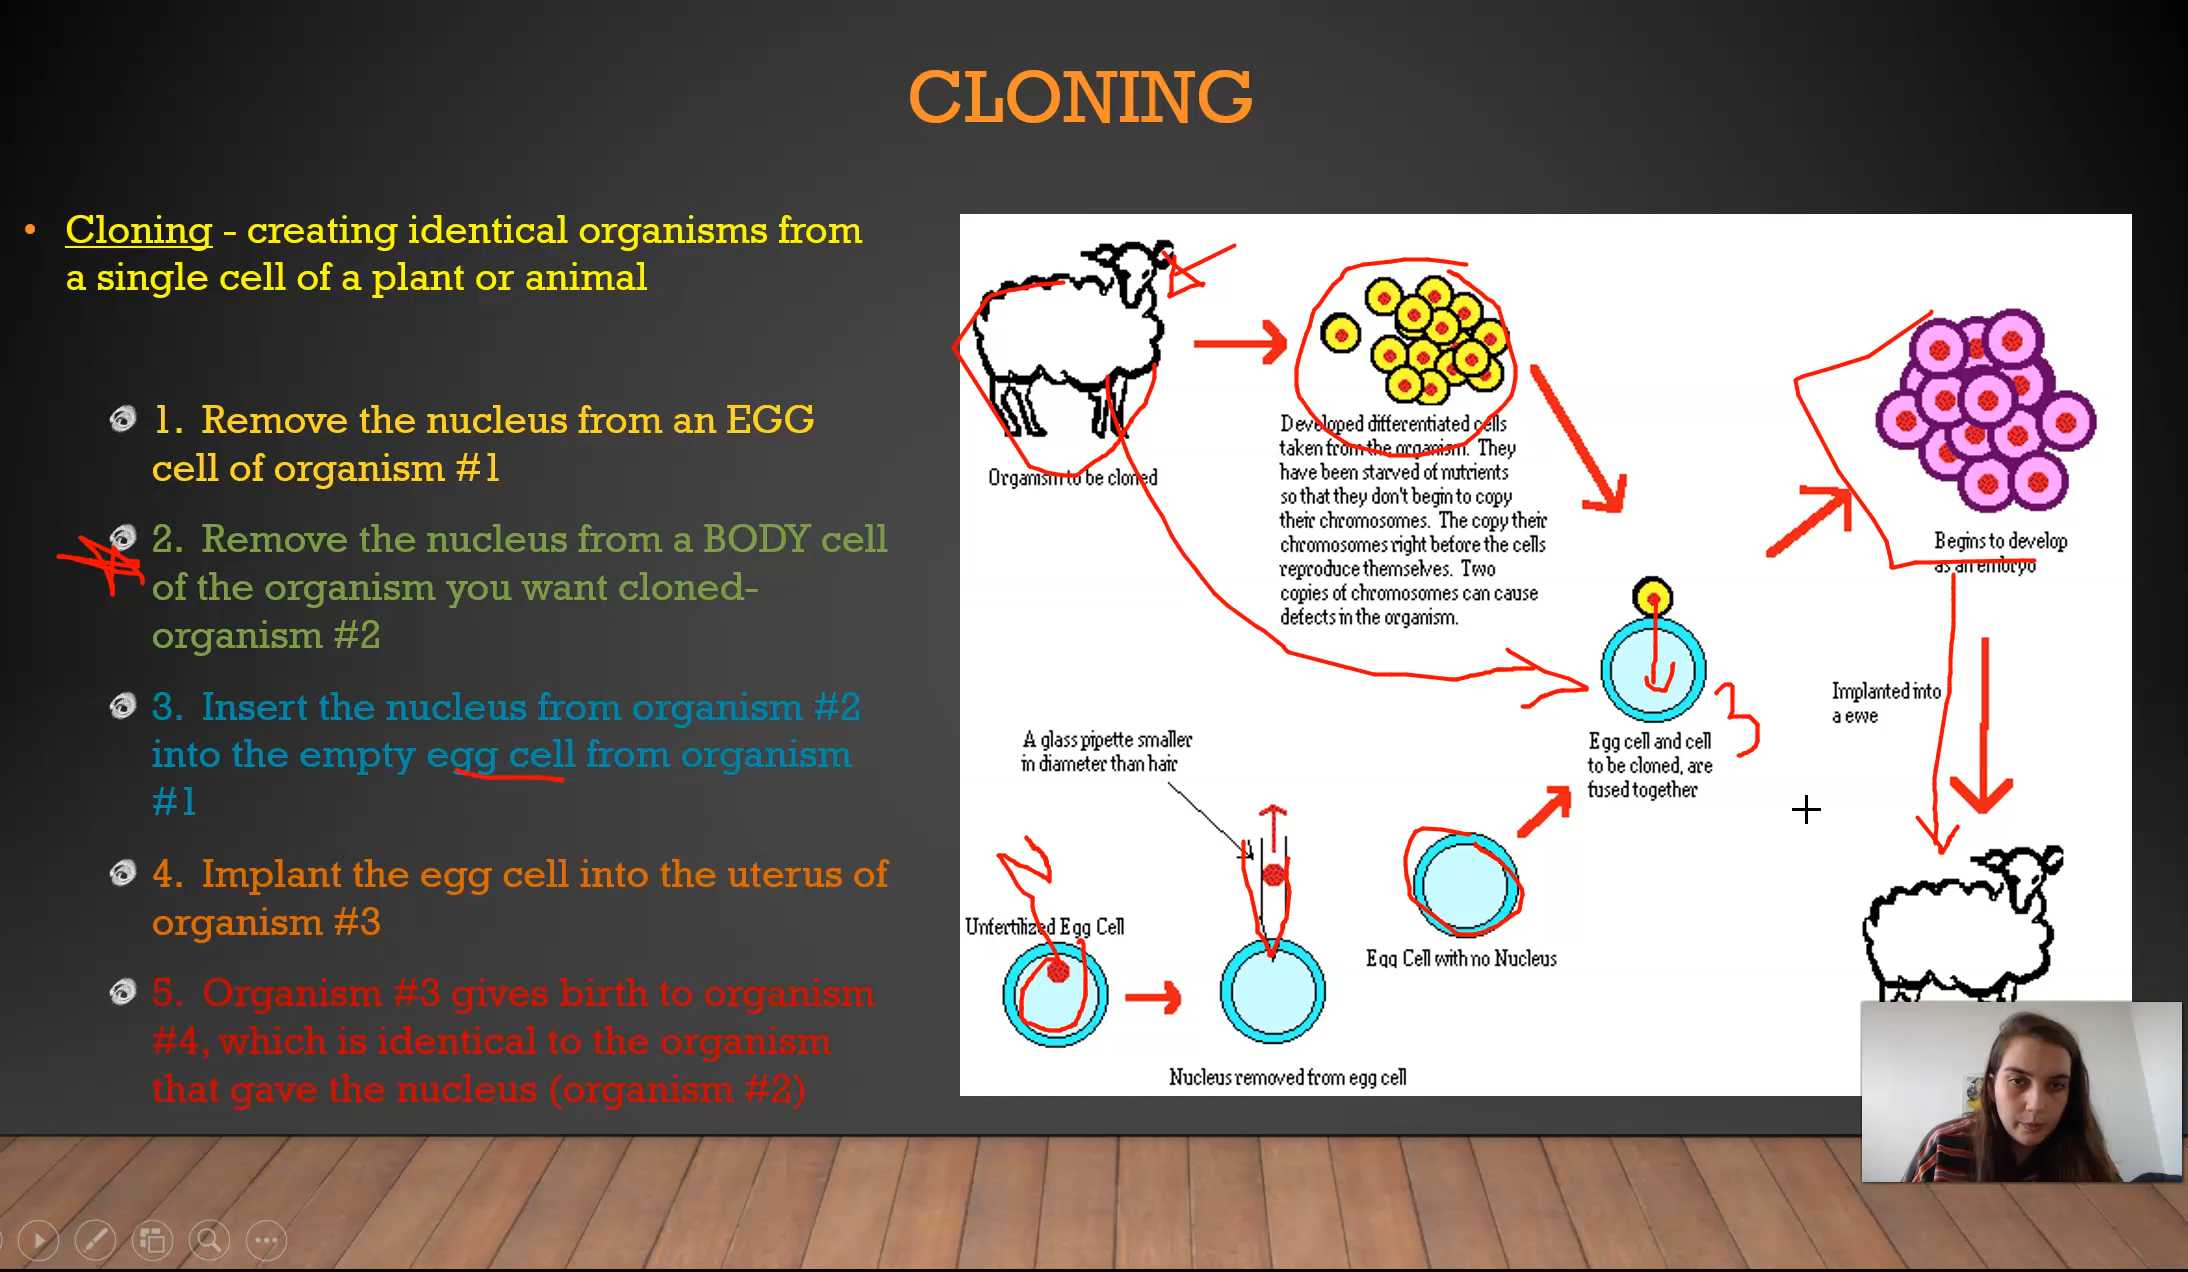 CLONING
• Cloning - creating identical organisms from
a single cell of a plant or animal
1. Remove the nucleus from an EGG
cell of organism #1
2. Remove the nucleus from a BODY cell
of the organism you want cloned-
organism #2
3. Insert the nucleus from organism #2
into the empty egg cell from organism
#1
4. Implant the egg cell into the uterus of
organism #3
5. Organism #3 gives birth to organism
#4, which is identical to the organism
that gave the nucleus (organism #2)
Organism to be cloned
Developed differentiated cells
taken from the organism. They
have been starved of nutrients
so that they don't begin to copy
their chromosomes. The copy their
chromosomes right before the cells
reproduce themselves. Two
copies of chromosomes can cause
defects in the organism.
Begins to develop
as an embryo
Implanted into
a ewe
3
Egg cell and cell
to be cloned, are
fused together
A glass pipette smaller
in diameter than hair
Unfertilized Egg Cell
Egg Cell with no Nucleus
Nucleus removed from egg cell